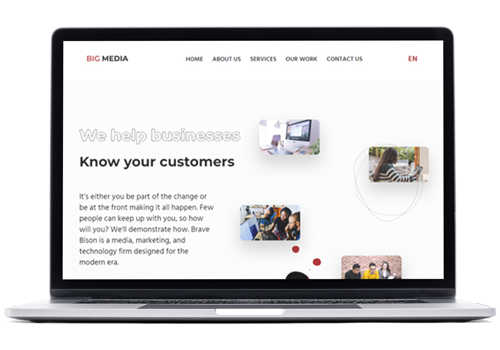 BIG MEDIA
HOME ABOUT US SERVICES OUR WORK CONTACT US
EN
We help businesses
Know your customers
It's either you be part of the change or
be at the front making it all happen. Few
people can keep up with you, so how
will you? We'll demonstrate how. Brave
Bison is a media, marketing, and
technology firm designed for the
modern era.